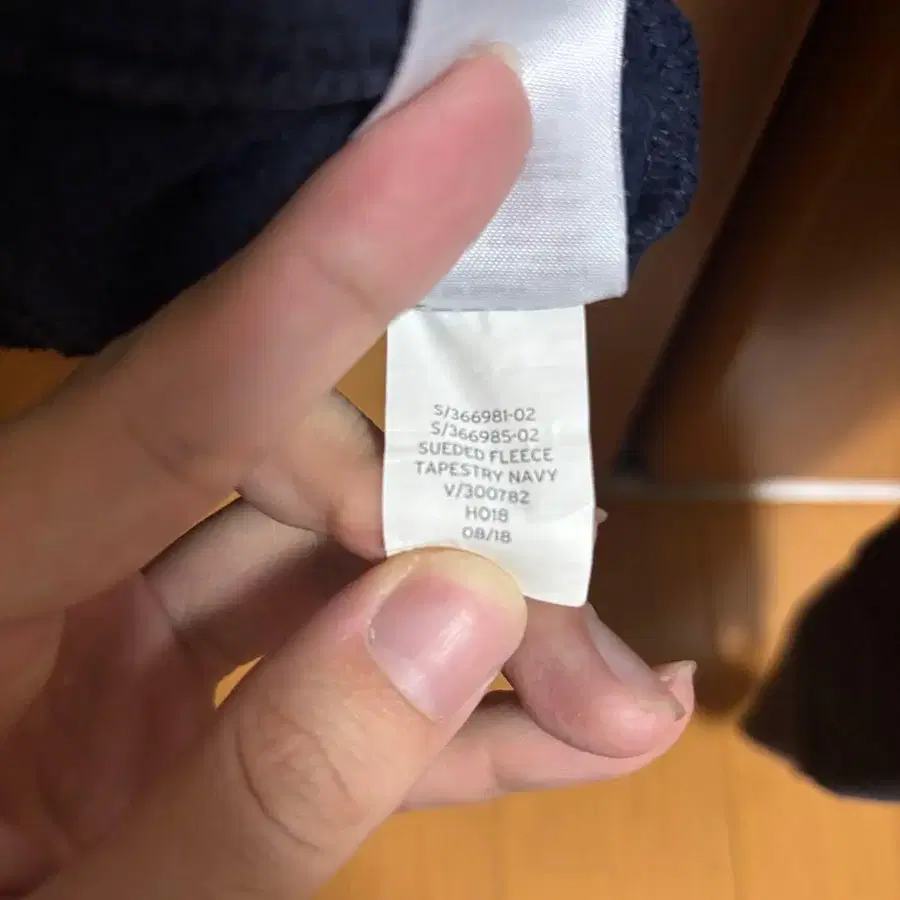 S/366981-02
S/366985-02
SUEDED FLEECE
TAPESTRY NAVY
V/300782
HO18
08/18